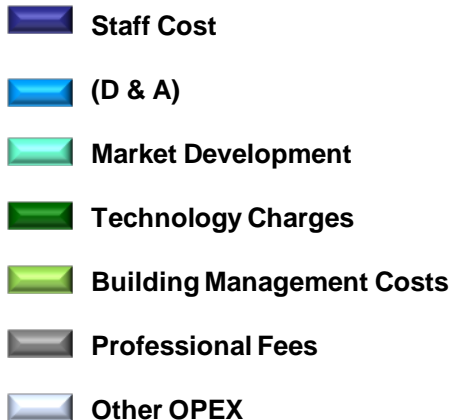 Staff Cost
(D & A)
Market Development
Technology Charges
Building Management Costs
Professional Fees
Other OPEX